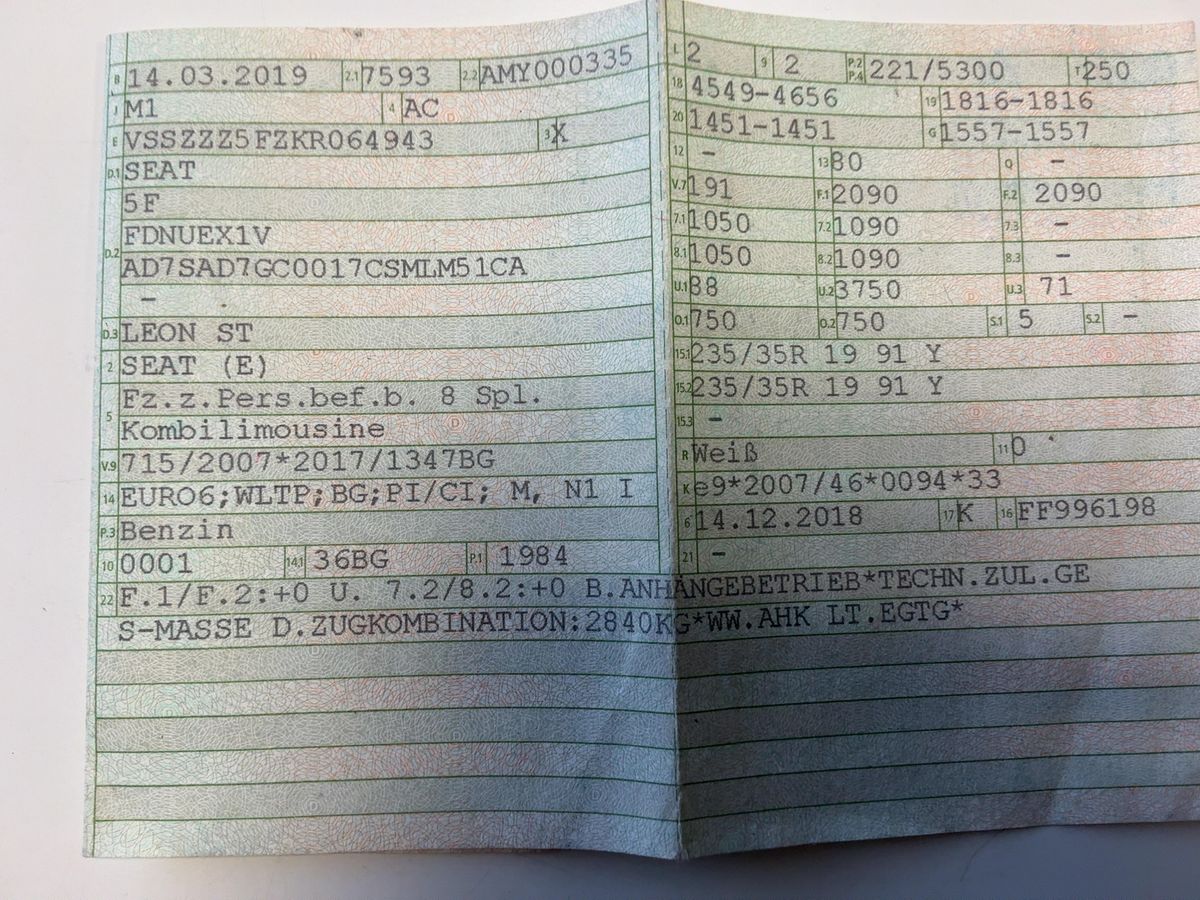 B 14.03.2019 2.1 7593 2.2 AMY000335
J M1 4 AC
E VSSZZZ5FZKR064943 3 X
D.1 SEAT
5F
D.2 FDNUEX1V
AD7SAD7GC0017CSMLM51CA
–
D.3 LEON ST
2 SEAT (E)
5 Fz.z.Pers.bef.b. 8 Spl.
Kombilimousine
V.9 715/2007*2017/1347BG
14 EURO6;WLTP;BG;PI/CI; M, N1 I
P.3 Benzin
10 0001 14.1 36BG P.1 1984
L 2 9 2 P.2 P.4 221/5300 T 250
18 4549–4656 19 1816–1816
20 1451–1451 G 1557–1557
12 – 13 80 Q –
V.7 191 F.1 2090 F.2 2090
7.1 1050 7.2 1090 7.3 –
8.1 1050 8.2 1090 8.3 –
U.1 88 U.2 3750 U.3 71
O.1 750 O.2 750 S.1 5 S.2 –
15.1 235/35R 19 91 Y
15.2 235/35R 19 91 Y
15.3 –
R Weiß 11 0
K e9*2007/46*0094*33
6 14.12.2018 17 K 16 FF996198
21 –
22 F.1/F.2:+0 U. 7.2/8.2:+0 B.ANHÄNGEBETRIEB*TECHN.ZUL.GE
S-MASSE D.ZUGKOMBINATION:2840KG*WW.AHK LT.EGTG*